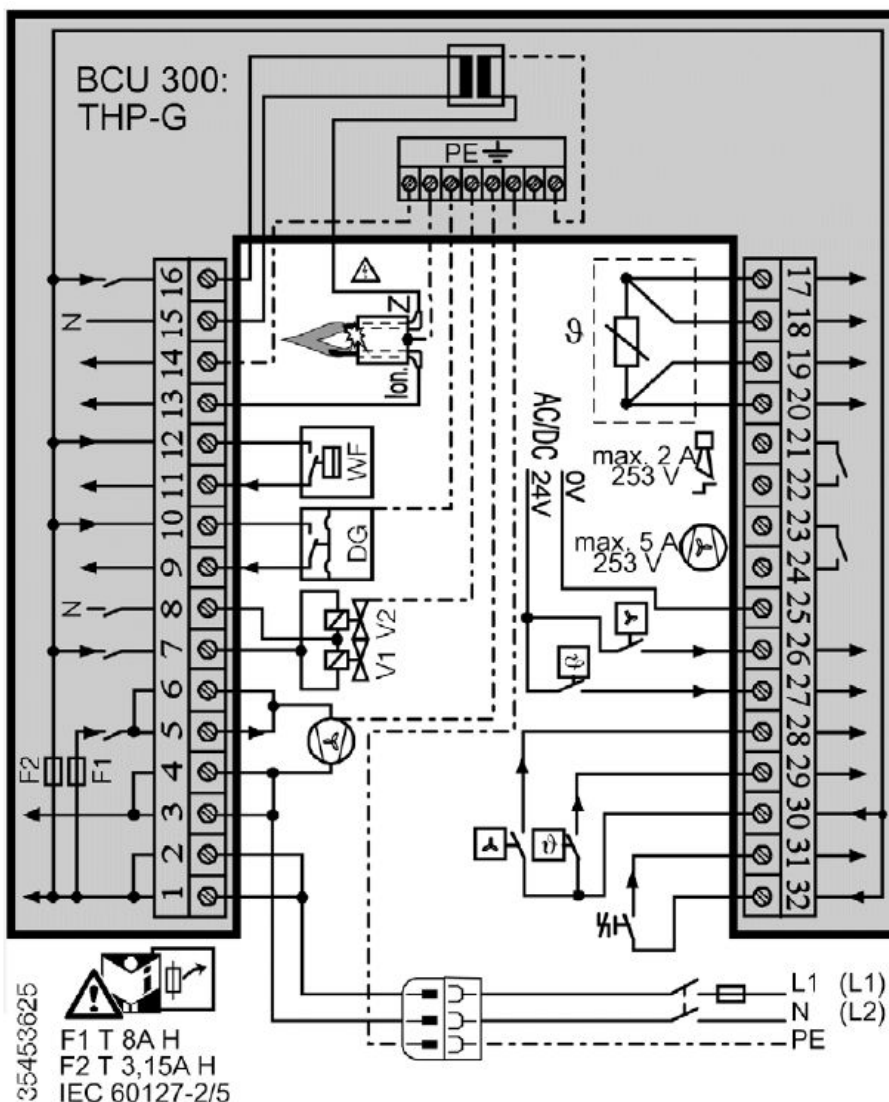 BCU 300:
THP-G
PE
16
15
14
13
12
11
10
9
8
7
6
5
4
3
2
1
N
N
F2
F1
Z
Ion.
WF
DG
V1 V2
ϑ
AC/DC 24V
0V
max. 2 A
253 V
max. 5 A
253 V
ϑ
ϑ
17
18
19
20
21
22
23
24
25
26
27
28
29
30
31
32
L1 (L1)
N (L2)
PE
i
35453625
F1 T 8A H
F2 T 3,15A H
IEC 60127-2/5